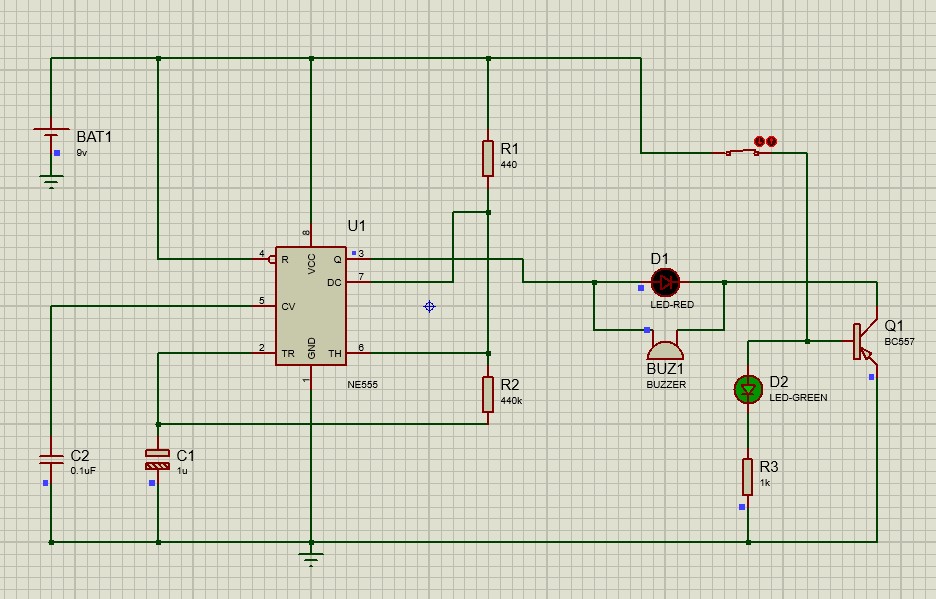 BAT1
9v
R1
440
U1
8
4
R
VCC
Q
3
DC
7
5
CV
2
TR
GND
TH
6
1
NE555
D1
LED-RED
BUZ1
BUZZER
Q1
BC557
D2
LED-GREEN
R2
440k
C2
0.1uF
C1
1u
R3
1k